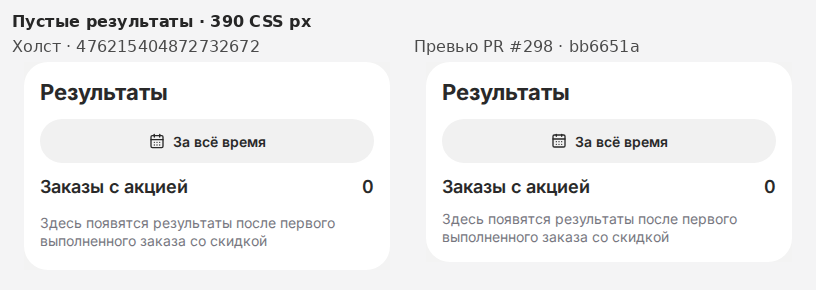 Пустые результаты · 390 CSS px
Холст · 476215404872732672
Результаты
За всё время
Заказы с акцией 0
Здесь появятся результаты после первого
выполненного заказа со скидкой
Превью PR #298 · bb6651a
Результаты
За всё время
Заказы с акцией 0
Здесь появятся результаты после первого
выполненного заказа со скидкой